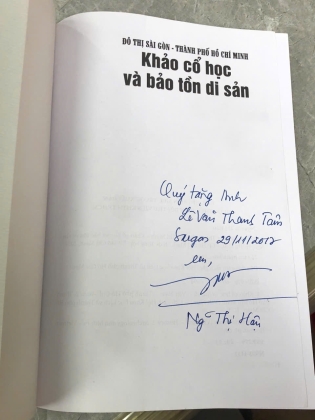 ĐÔ THỊ SÀI GÒN - THÀNH PHỐ HỒ CHÍ MINH
Khảo cổ học
và bảo tồn di sản
Quý tặng Anh
Lê Văn Thanh Tâm
Saigon 29/11/2017
em,
Ng~ Thị Hậu